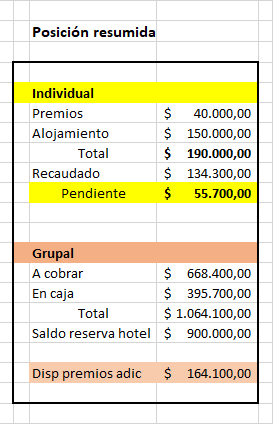 Posición resumida
Individual
Premios $ 40.000,00
Alojamiento $ 150.000,00
Total $ 190.000,00
Recaudado $ 134.300,00
Pendiente $ 55.700,00
Grupal
A cobrar $ 668.400,00
En caja $ 395.700,00
Total $ 1.064.100,00
Saldo reserva hotel $ 900.000,00
Disp premios adic $ 164.100,00